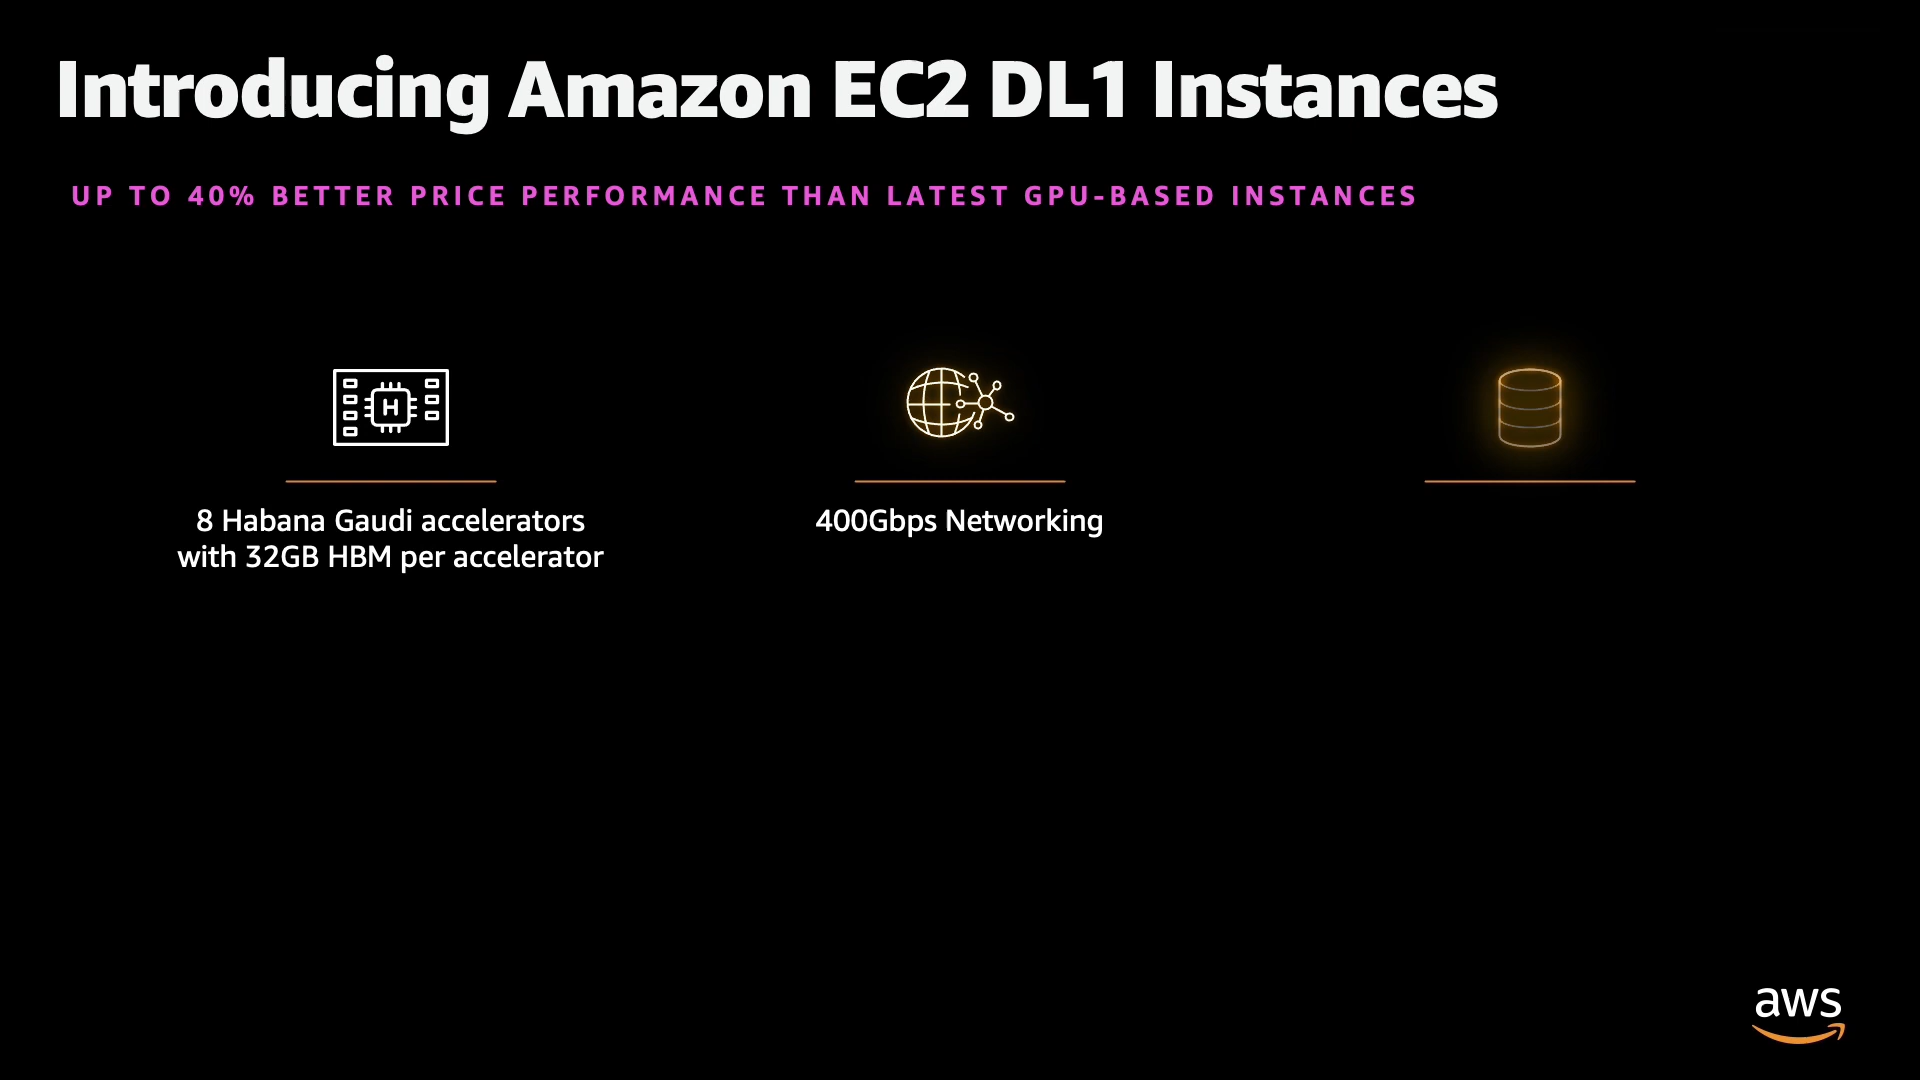 Introducing Amazon EC2 DL1 Instances
UP TO 40% BETTER PRICE PERFORMANCE THAN LATEST GPU-BASED INSTANCES
H
8 Habana Gaudi accelerators
with 32GB HBM per accelerator
400Gbps Networking
aws